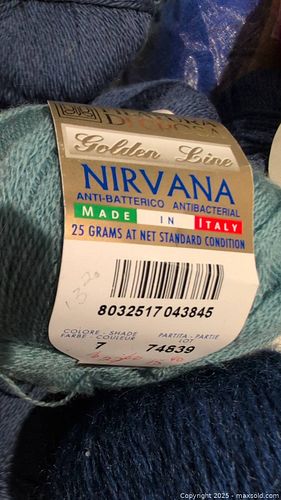 Golden Line
NIRVANA
ANTI-BATTERICO ANTIBACTERIAL
MADE IN ITALY
25 GRAMS AT NET STANDARD CONDITION
8032517043845
COLORE - SHADE
FARBE - COULEUR
7
PARTITA - PARTIE
LOT
74839
Copyright © 2025 - maxsold.com